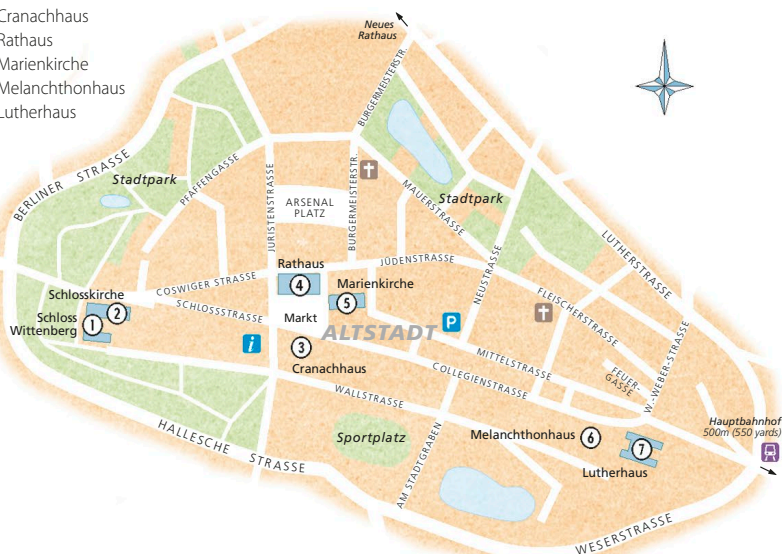 Cranachhaus
Rathaus
Marienkirche
Melanchthonhaus
Lutherhaus
Neues
Rathaus
BURGERMEISTERSTR.
BERLINER STRASSE
Stadtpark
PFAFFENGASSE
JURISTENSTRASSE
ARSENAL
PLATZ
BURGERMEISTERSTR.
MAUERSTRASSE
Stadtpark
LUTHERSTRASSE
JÜDENSTRASSE
NEUSTRASSE
FLEISCHERSTRASSE
Rathaus
4
Marienkirche
5
COSWIGER STRASSE
SCHLOSSSTRASSE
Schlosskirche
2
Schloss
Wittenberg
1
Markt
ALTSTADT
P
i
3
Cranachhaus
MITTELSTRASSE
COLLEGIENSTRASSE
FEUER-
GASSE
W.-WEBER-STRASSE
WALLSTRASSE
Hauptbahnhof
500m (550 yards)
Sportplatz
AM STADTGRABEN
Melanchthonhaus
6
7
Lutherhaus
HALLESCHE STRASSE
WESERSTRASSE